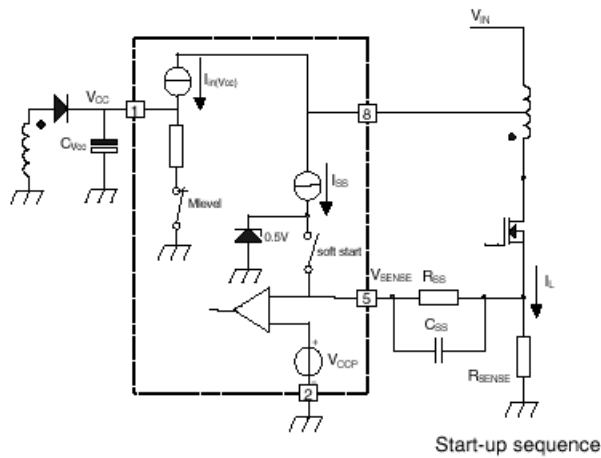 VIN
Iin(Vcc)
VCC
1
8
CVcc
ISS
Mlevel
0.5V
soft start
VSENSE
RSS
IL
5
CSS
+
VCCP
RSENSE
2
Start-up sequence